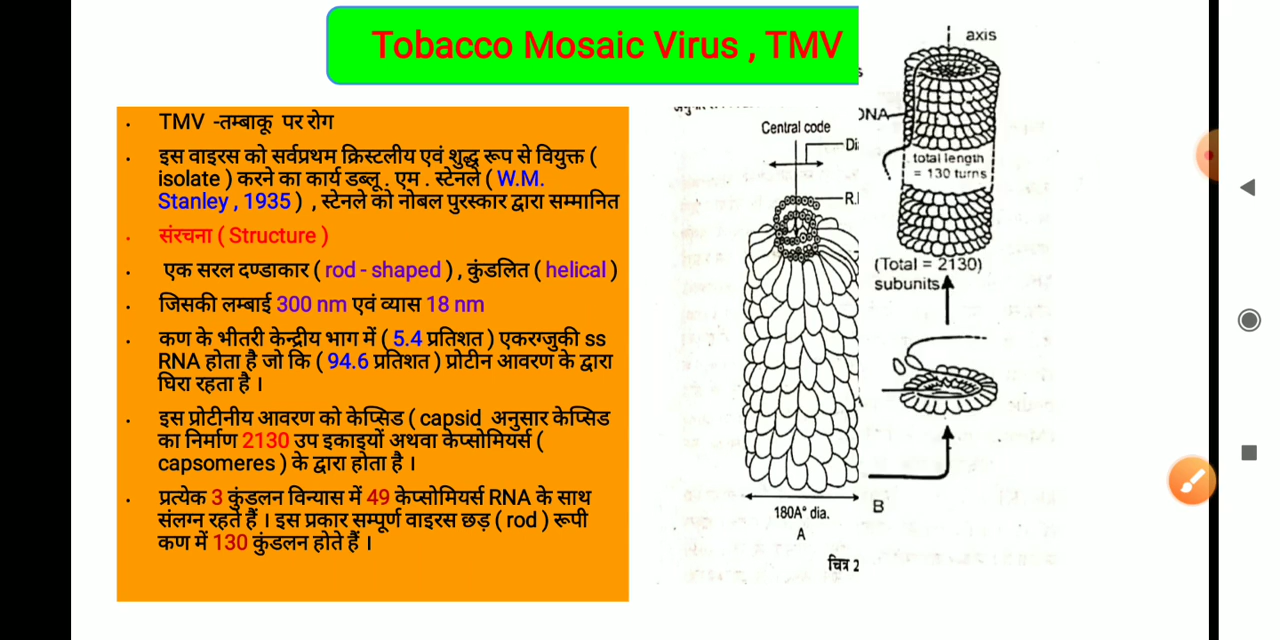 Tobacco Mosaic Virus , TMV
• TMV -तम्बाकू पर रोग
• इस वाइरस को सर्वप्रथम क्रिस्टलीय एवं शुद्ध रूप से वियुक्त (
isolate ) करने का कार्य डब्लू . एम . स्टेनले ( W.M.
Stanley , 1935 ) , स्टेनले को नोबल पुरस्कार द्वारा सम्मानित
• संरचना ( Structure )
• एक सरल दण्डाकार ( rod - shaped ) , कुंडलित ( helical )
• जिसकी लम्बाई 300 nm एवं व्यास 18 nm
• कण के भीतरी केन्द्रीय भाग में ( 5.4 प्रतिशत ) एकरज्जुकी ss
RNA होता है जो कि ( 94.6 प्रतिशत ) प्रोटीन आवरण के द्वारा
घिरा रहता है ।
• इस प्रोटीनीय आवरण को केप्सिड ( capsid अनुसार केप्सिड
का निर्माण 2130 उप इकाइयों अथवा केप्सोमियर्स (
capsomeres ) के द्वारा होता है ।
• प्रत्येक 3 कुंडलन विन्यास में 49 केप्सोमियर्स RNA के साथ
संलग्न रहते हैं । इस प्रकार सम्पूर्ण वाइरस छड़ ( rod ) रूपी
कण में 130 कुंडलन होते हैं ।
Central code
Di
R.
180A° dia.
A
चित्र 2
axis
DNA
total length
= 130 turns
(Total = 2130)
subunits
B